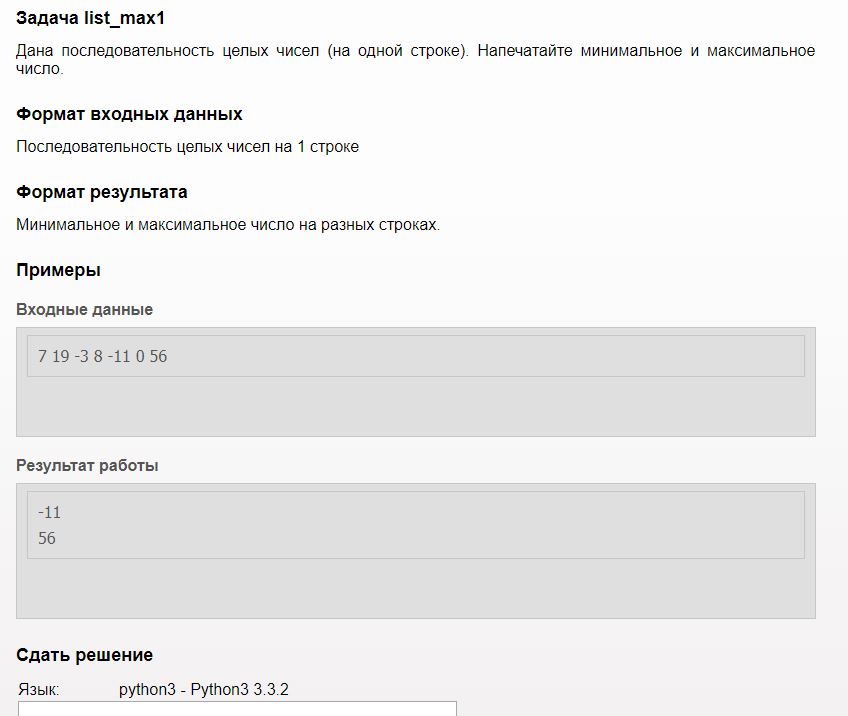 Задача list_max1
Дана последовательность целых чисел (на одной строке). Напечатайте минимальное и максимальное
число.
Формат входных данных
Последовательность целых чисел на 1 строке
Формат результата
Минимальное и максимальное число на разных строках.
Примеры
Входные данные
7 19 -3 8 -11 0 56
Результат работы
-11
56
Сдать решение
Язык: python3 - Python3 3.3.2